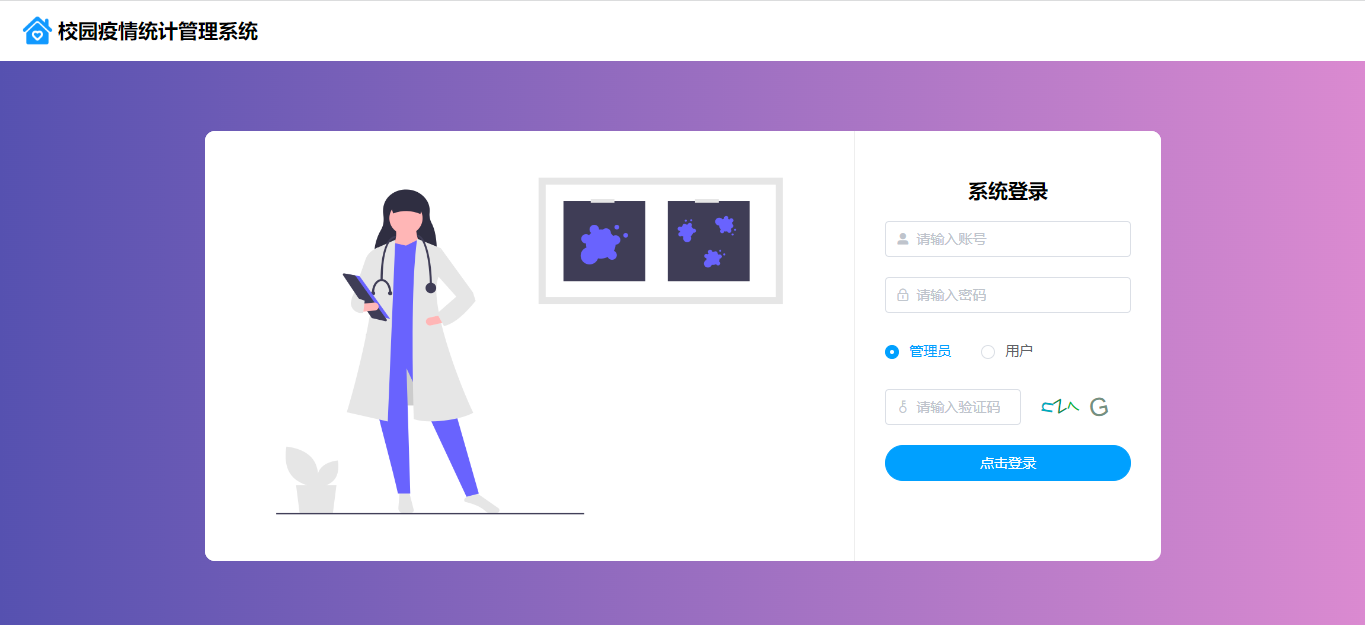 校园疫情统计管理系统
系统登录
请输入账号
请输入密码
管理员 用户
请输入验证码
点击登录